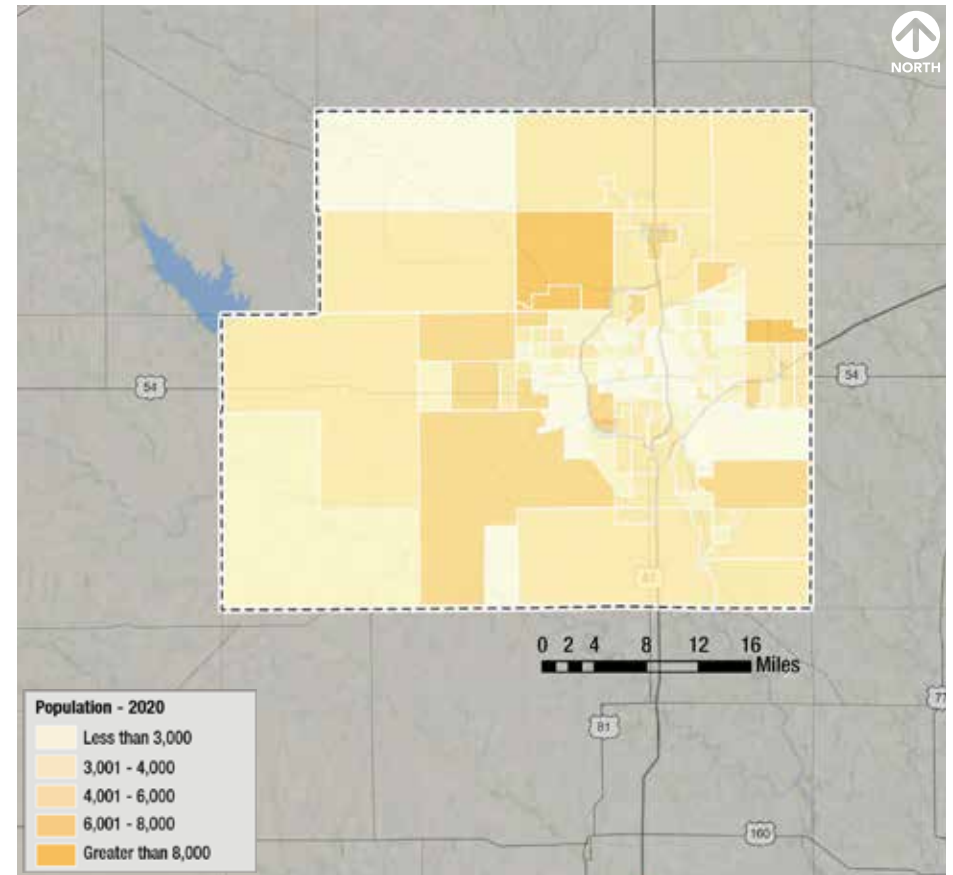 NORTH
54
54
81
0 2 4 8 12 16
Miles
77
81
160
Population - 2020
Less than 3,000
3,001 - 4,000
4,001 - 6,000
6,001 - 8,000
Greater than 8,000